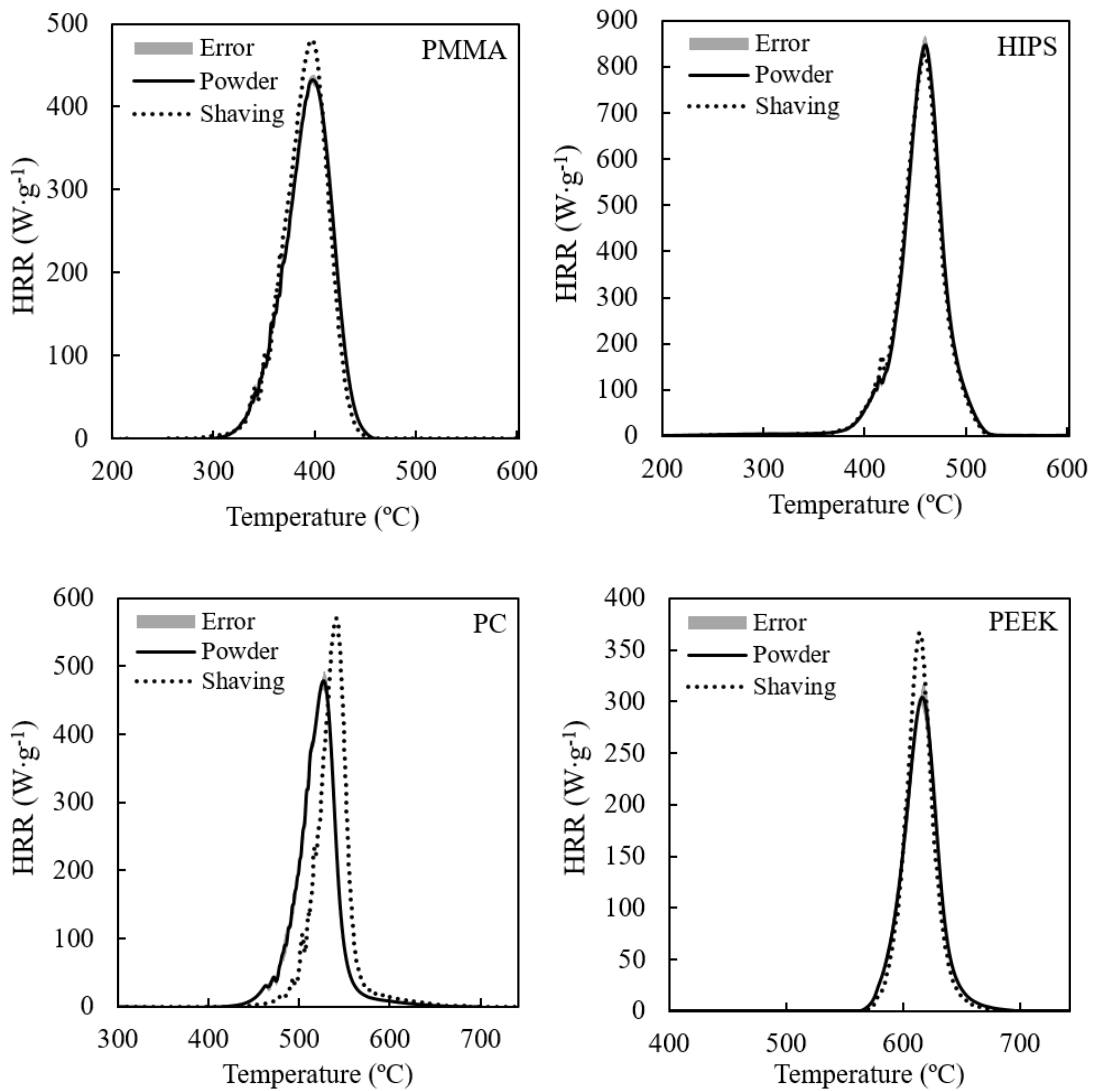 500
400
300
200
100
0
HRR (W·g⁻¹)
Error
Powder
Shaving
PMMA
200 300 400 500 600
Temperature (ºC)
900
800
700
600
500
400
300
200
100
0
HRR (W·g⁻¹)
Error
Powder
Shaving
HIPS
200 300 400 500 600
Temperature (ºC)
600
500
400
300
200
100
0
HRR (W·g⁻¹)
Error
Powder
Shaving
PC
300 400 500 600 700
Temperature (ºC)
400
350
300
250
200
150
100
50
0
HRR (W·g⁻¹)
Error
Powder
Shaving
PEEK
400 500 600 700
Temperature (ºC)